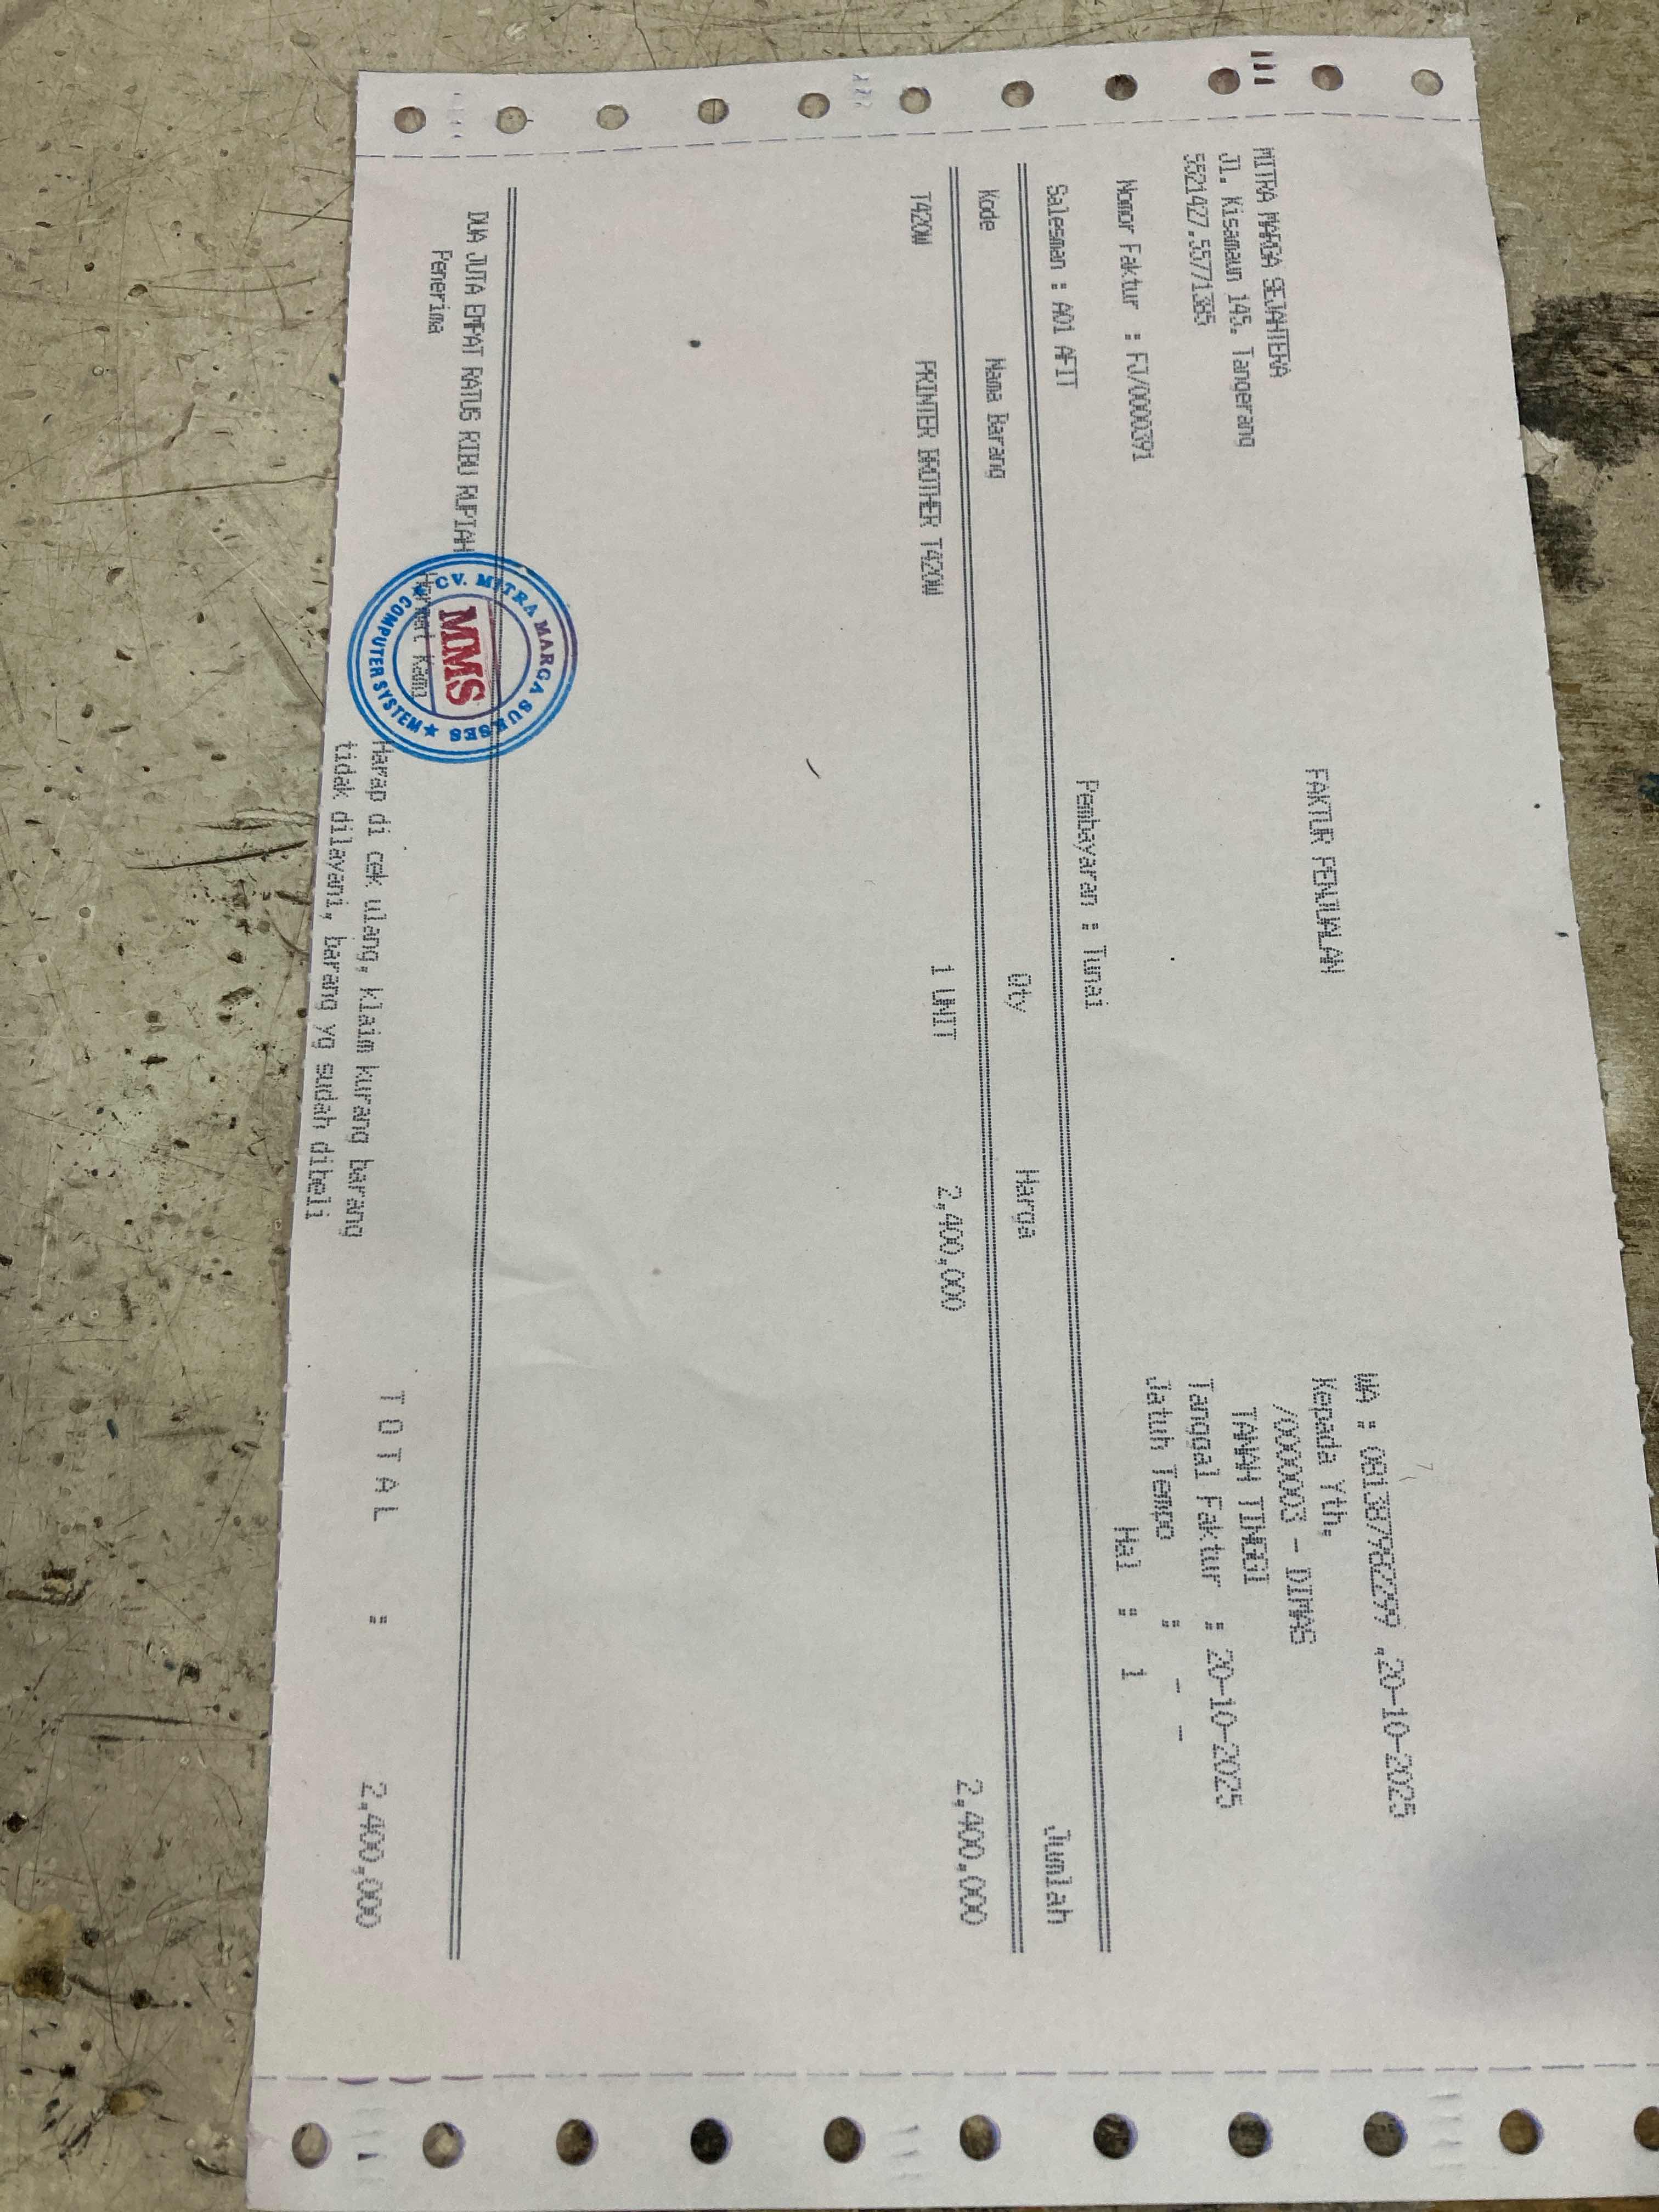 FAKTUR PENJUALAN
WA : 081387982299 ,20-10-2025
MITRA MARGA SEJAHTERA
Kepada Yth,
Jl. Kisamaun 145. Tangerang
/000003 - DIMAS
5521427.55771385
TANAH TINGGI
Tanggal Faktur : 20-10-2025
Nomor Faktur : FJ/0000391
Jatuh Tempo : - -
Hal : 1
Salesman : A01 AFIT Pembayaran : Tunai
Kode Nama Barang Qty Harga Jumlah
T420W PRINTER BROTHER T420W 1 UNIT 2,400,000 2,400,000
DUA JUTA EMPAT RATUS RIBU RUPIAH
Penerima Hormat Kami
CV. MITRA MARGA SUKSES
MMS
COMPUTER SYSTEM
Harap di cek ulang, Klaim kurang barang
tidak dilayani, barang yg sudah dibeli
TOTAL : 2,400,000